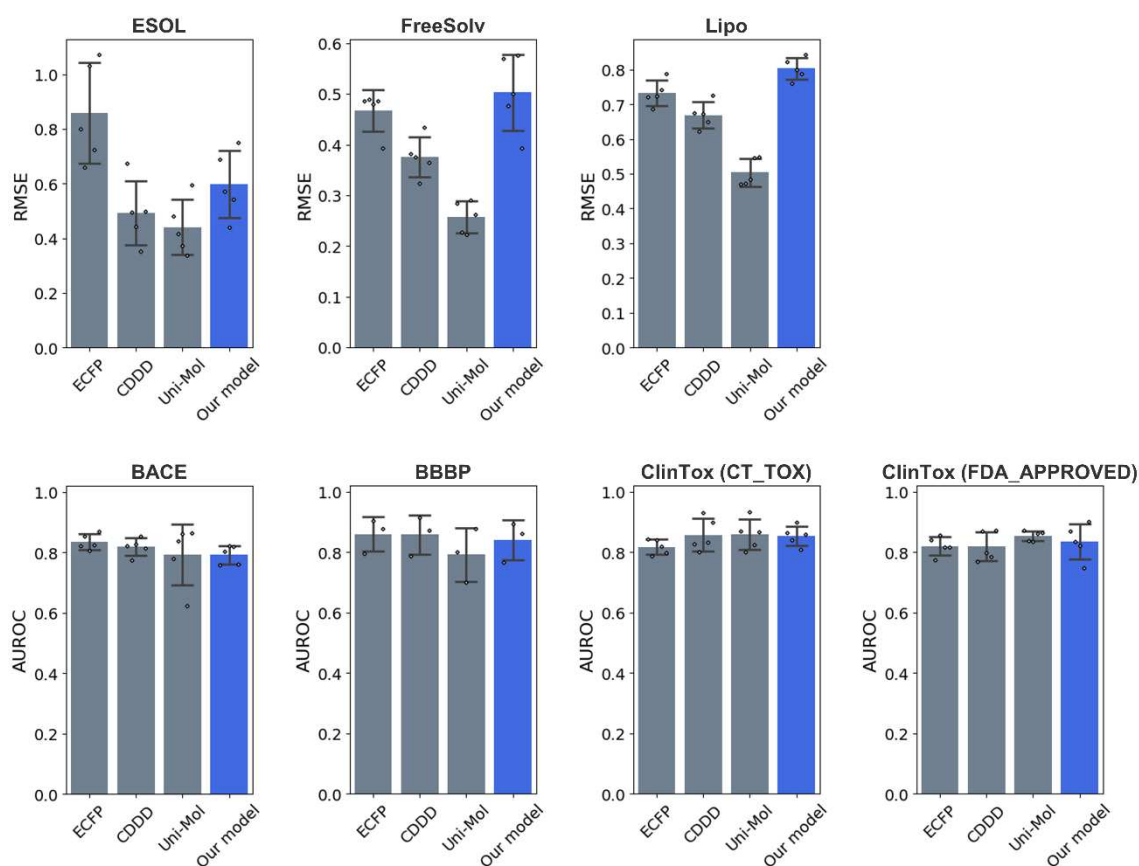 ESOL
RMSE
1.0
0.8
0.6
0.4
0.2
0.0
ECFP
CDDD
Uni-Mol
Our model
FreeSolv
RMSE
0.6
0.5
0.4
0.3
0.2
0.1
0.0
ECFP
CDDD
Uni-Mol
Our model
Lipo
RMSE
0.8
0.7
0.6
0.5
0.4
0.3
0.2
0.1
0.0
ECFP
CDDD
Uni-Mol
Our model
BACE
AUROC
1.0
0.8
0.6
0.4
0.2
0.0
ECFP
CDDD
Uni-Mol
Our model
BBBP
AUROC
1.0
0.8
0.6
0.4
0.2
0.0
ECFP
CDDD
Uni-Mol
Our model
ClinTox (CT_TOX)
AUROC
1.0
0.8
0.6
0.4
0.2
0.0
ECFP
CDDD
Uni-Mol
Our model
ClinTox (FDA_APPROVED)
AUROC
1.0
0.8
0.6
0.4
0.2
0.0
ECFP
CDDD
Uni-Mol
Our model